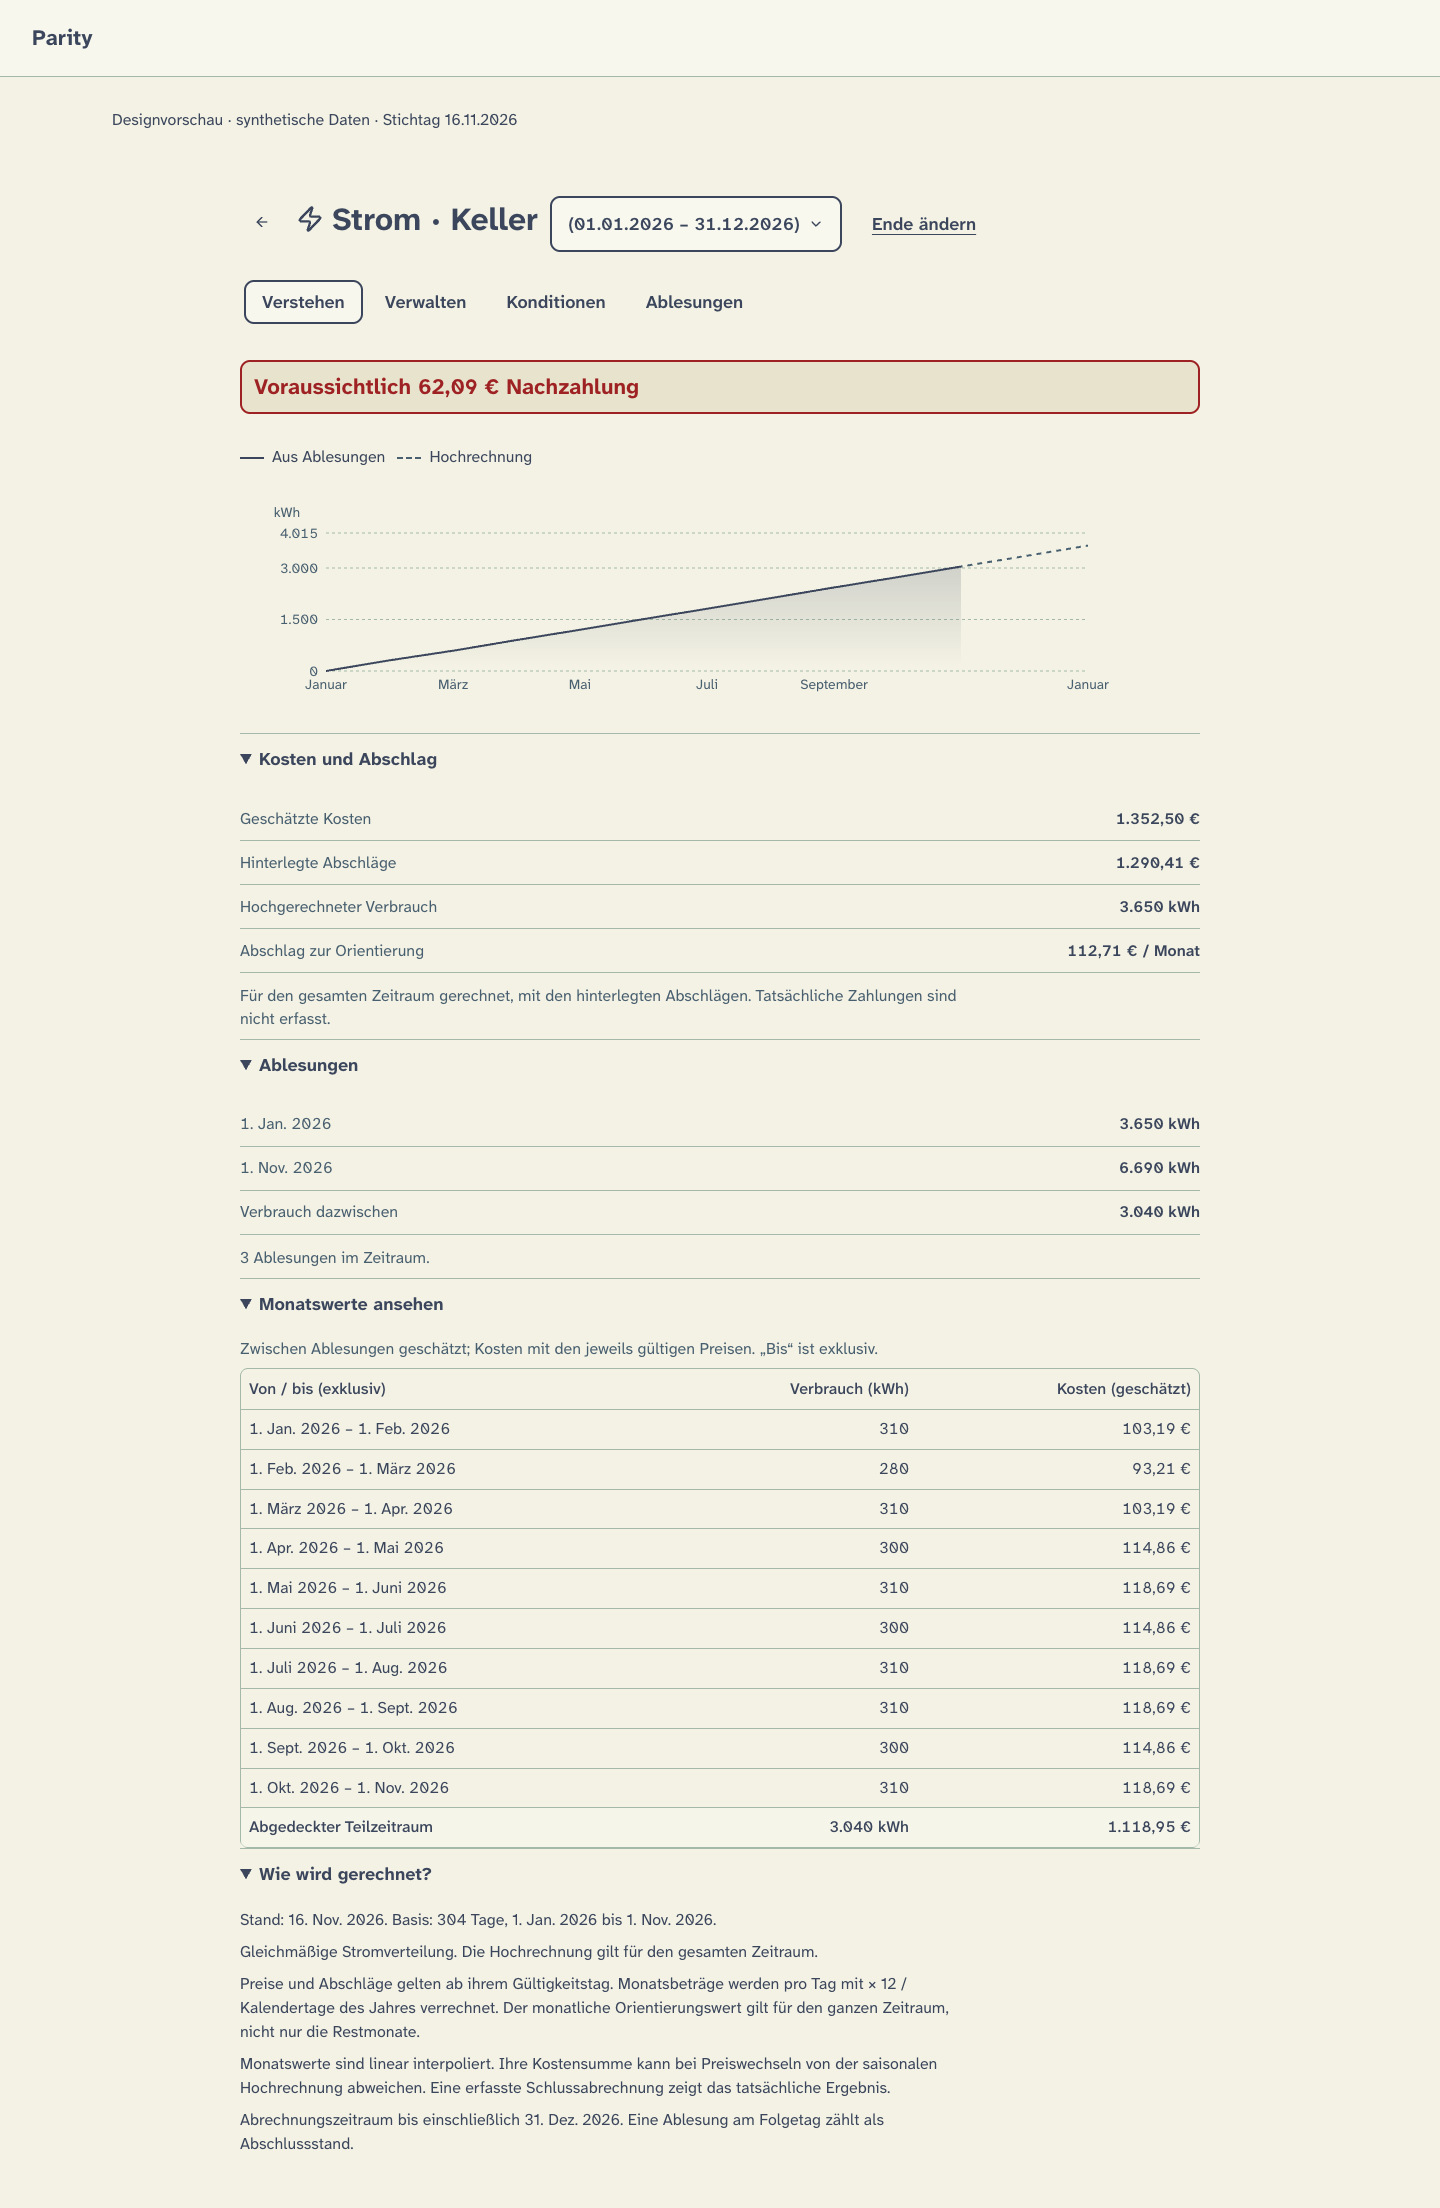 Parity
Designvorschau · synthetische Daten · Stichtag 16.11.2026
Strom · Keller (01.01.2026 – 31.12.2026) Ende ändern
Verstehen Verwalten Konditionen Ablesungen
Voraussichtlich 62,09 € Nachzahlung
Aus Ablesungen Hochrechnung
kWh
4.015
3.000
1.500
0
Januar März Mai Juli September Januar
Kosten und Abschlag
Geschätzte Kosten 1.352,50 €
Hinterlegte Abschläge 1.290,41 €
Hochgerechneter Verbrauch 3.650 kWh
Abschlag zur Orientierung 112,71 € / Monat
Für den gesamten Zeitraum gerechnet, mit den hinterlegten Abschlägen. Tatsächliche Zahlungen sind
nicht erfasst.
Ablesungen
1. Jan. 2026 3.650 kWh
1. Nov. 2026 6.690 kWh
Verbrauch dazwischen 3.040 kWh
3 Ablesungen im Zeitraum.
Monatswerte ansehen
Zwischen Ablesungen geschätzt; Kosten mit den jeweils gültigen Preisen. „Bis“ ist exklusiv.
Von / bis (exklusiv) Verbrauch (kWh) Kosten (geschätzt)
1. Jan. 2026 – 1. Feb. 2026 310 103,19 €
1. Feb. 2026 – 1. März 2026 280 93,21 €
1. März 2026 – 1. Apr. 2026 310 103,19 €
1. Apr. 2026 – 1. Mai 2026 300 114,86 €
1. Mai 2026 – 1. Juni 2026 310 118,69 €
1. Juni 2026 – 1. Juli 2026 300 114,86 €
1. Juli 2026 – 1. Aug. 2026 310 118,69 €
1. Aug. 2026 – 1. Sept. 2026 310 118,69 €
1. Sept. 2026 – 1. Okt. 2026 300 114,86 €
1. Okt. 2026 – 1. Nov. 2026 310 118,69 €
Abgedeckter Teilzeitraum 3.040 kWh 1.118,95 €
Wie wird gerechnet?
Stand: 16. Nov. 2026. Basis: 304 Tage, 1. Jan. 2026 bis 1. Nov. 2026.
Gleichmäßige Stromverteilung. Die Hochrechnung gilt für den gesamten Zeitraum.
Preise und Abschläge gelten ab ihrem Gültigkeitstag. Monatsbeträge werden pro Tag mit × 12 /
Kalendertage des Jahres verrechnet. Der monatliche Orientierungswert gilt für den ganzen Zeitraum,
nicht nur die Restmonate.
Monatswerte sind linear interpoliert. Ihre Kostensumme kann bei Preiswechseln von der saisonalen
Hochrechnung abweichen. Eine erfasste Schlussabrechnung zeigt das tatsächliche Ergebnis.
Abrechnungszeitraum bis einschließlich 31. Dez. 2026. Eine Ablesung am Folgetag zählt als
Abschlussstand.